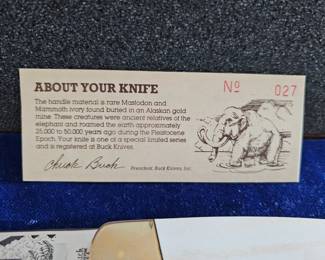 ABOUT YOUR KNIFE
Nº 027
The handle material is rare Mastodon and
Mammoth ivory found buried in an Alaskan gold
mine. These creatures were ancient relatives of the
elephant and roamed the earth approximately
25,000 to 50,000 years ago during the Pleistocene
Epoch. Your knife is one of a special limited series
and is registered at Buck Knives.
Chuck Buck President, Buck Knives, Inc.